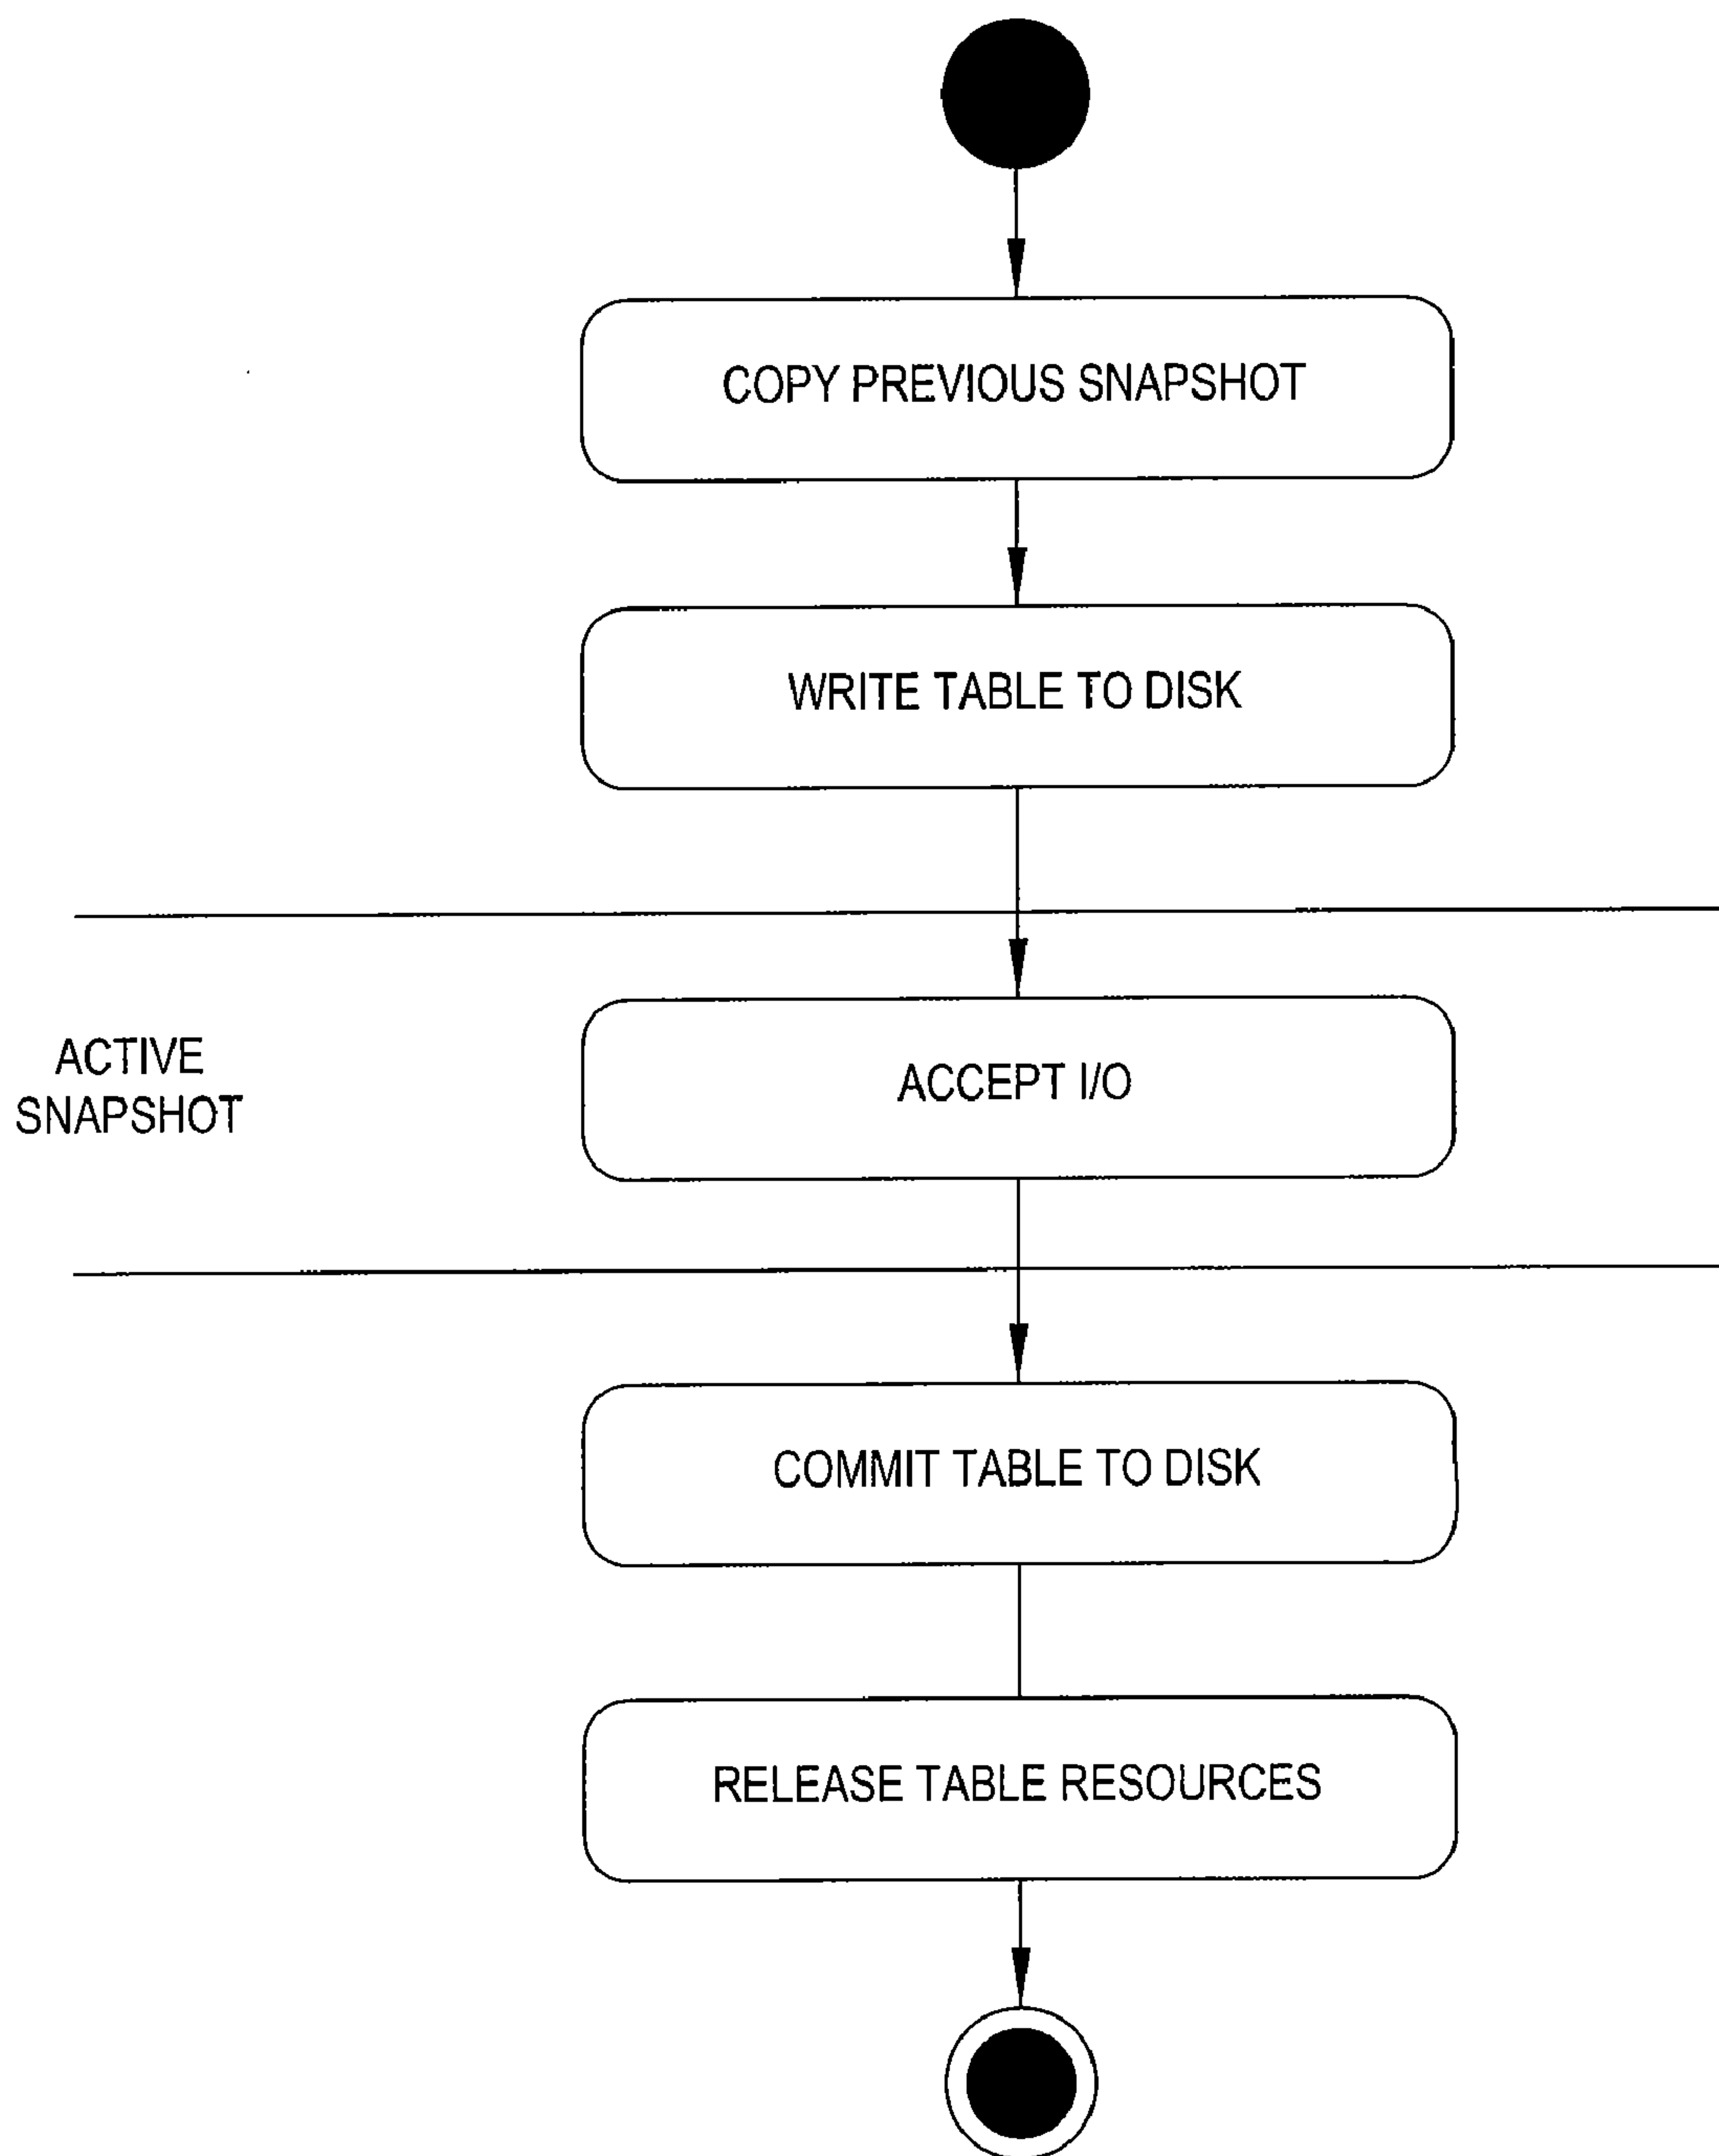 COPY PREVIOUS SNAPSHOT
WRITE TABLE TO DISK
ACTIVE
SNAPSHOT
ACCEPT I/O
COMMIT TABLE TO DISK
RELEASE TABLE RESOURCES